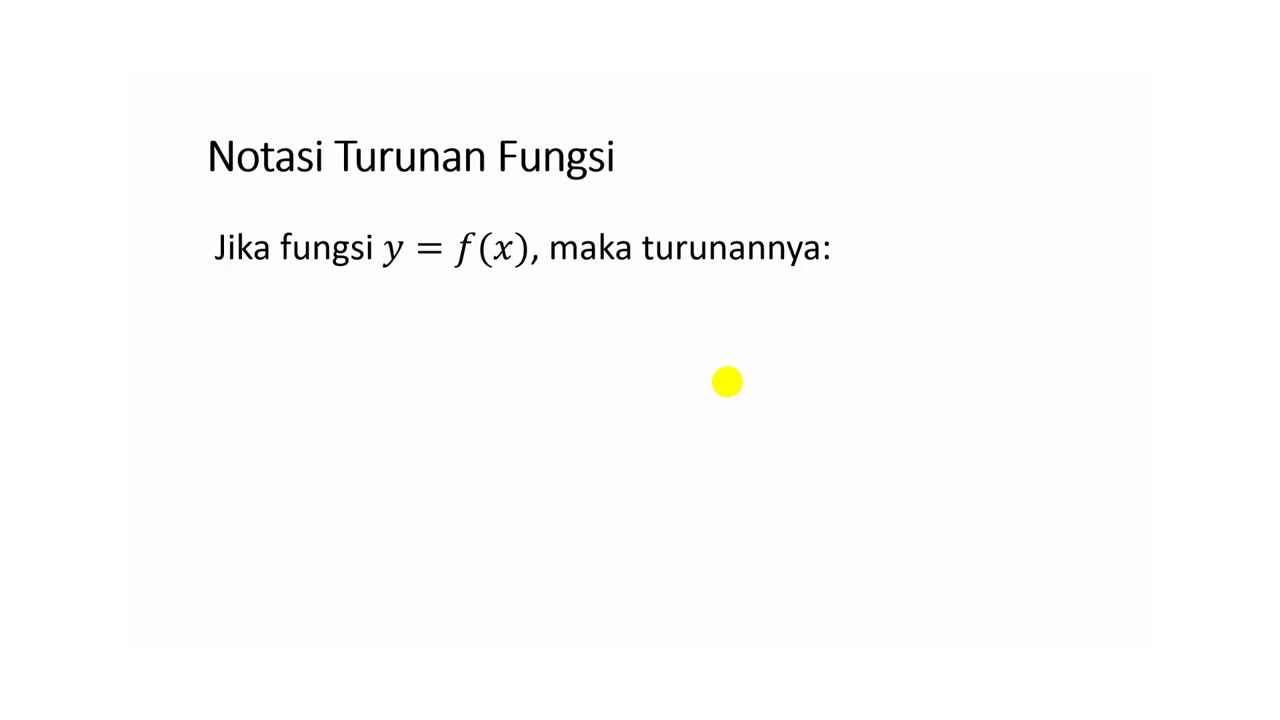 Notasi Turunan Fungsi
Jika fungsi y = f(x), maka turunannya: